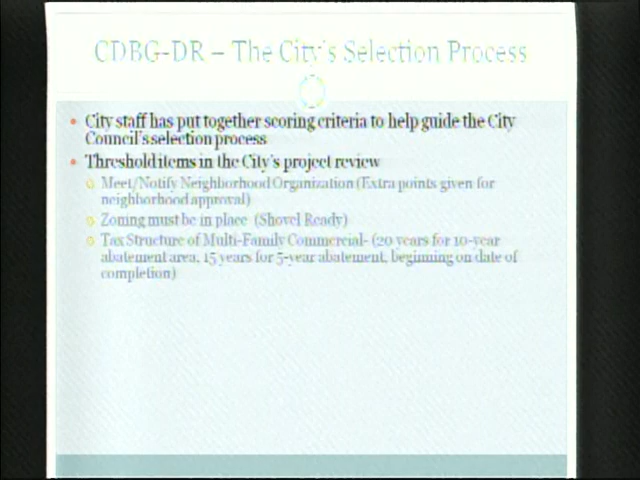 CDBG-DR – The City's Selection Process
City staff has put together scoring criteria to help guide the City
Council's selection process
Threshold items in the City's project review
Meet/Notify Neighborhood Organization (Extra points given for
neighborhood approval)
Zoning must be in place (Shovel Ready)
Tax Structure of Multi-Family Commercial- (20 years for 10-year
abatement area, 15 years for 5-year abatement, beginning on date of
completion)